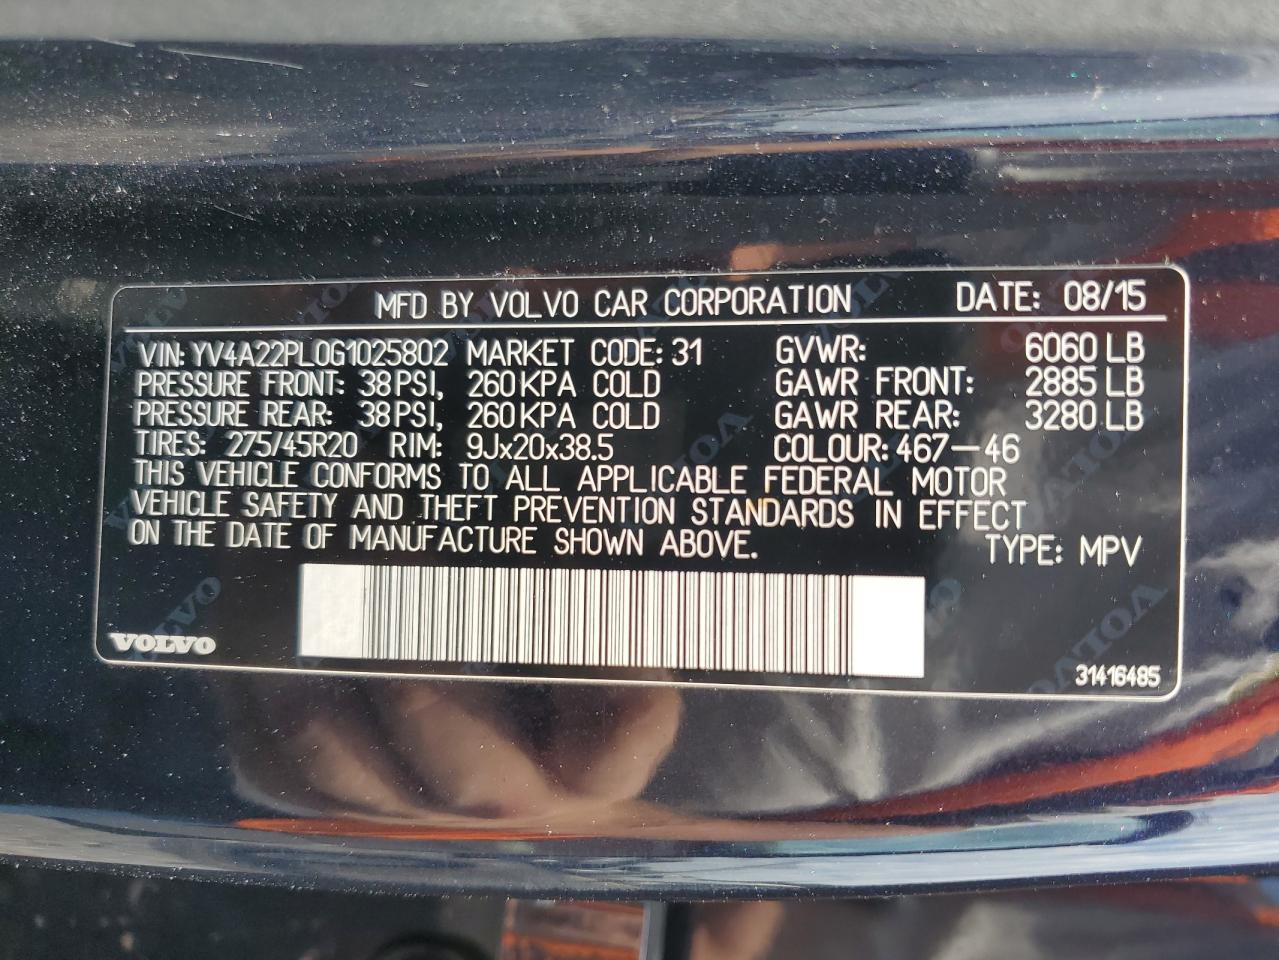 MFD BY VOLVO CAR CORPORATION DATE: 08/15
VIN: YV4A22PL0G1025802 MARKET CODE: 31 GVWR: 6060 LB
PRESSURE FRONT: 38 PSI, 260 KPA COLD GAWR FRONT: 2885 LB
PRESSURE REAR: 38 PSI, 260 KPA COLD GAWR REAR: 3280 LB
TIRES: 275/45R20 RIM: 9Jx20x38.5 COLOUR: 467-46
THIS VEHICLE CONFORMS TO ALL APPLICABLE FEDERAL MOTOR
VEHICLE SAFETY AND THEFT PREVENTION STANDARDS IN EFFECT
ON THE DATE OF MANUFACTURE SHOWN ABOVE. TYPE: MPV
VOLVO
31416485